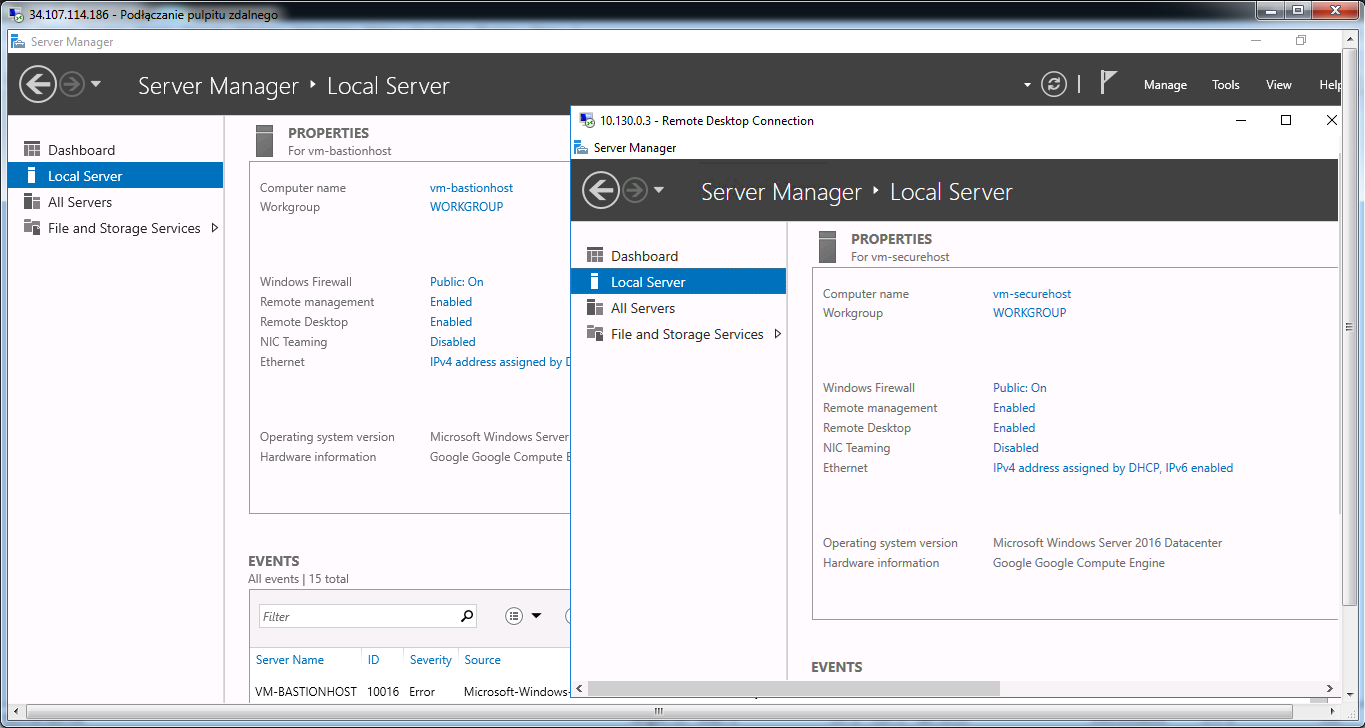 34.107.114.186 - Podłączanie pulpitu zdalnego
Server Manager
Server Manager ‣ Local Server
Manage Tools View Help
Dashboard
Local Server
All Servers
File and Storage Services
PROPERTIES
For vm-bastionhost
Computer name vm-bastionhost
Workgroup WORKGROUP
Windows Firewall Public: On
Remote management Enabled
Remote Desktop Enabled
NIC Teaming Disabled
Ethernet IPv4 address assigned by D
Operating system version Microsoft Windows Server
Hardware information Google Google Compute E
EVENTS
All events | 15 total
Filter
Server Name ID Severity Source
VM-BASTIONHOST 10016 Error Microsoft-Windows-
10.130.0.3 - Remote Desktop Connection
Server Manager
Server Manager ‣ Local Server
Dashboard
Local Server
All Servers
File and Storage Services
PROPERTIES
For vm-securehost
Computer name vm-securehost
Workgroup WORKGROUP
Windows Firewall Public: On
Remote management Enabled
Remote Desktop Enabled
NIC Teaming Disabled
Ethernet IPv4 address assigned by DHCP, IPv6 enabled
Operating system version Microsoft Windows Server 2016 Datacenter
Hardware information Google Google Compute Engine
EVENTS